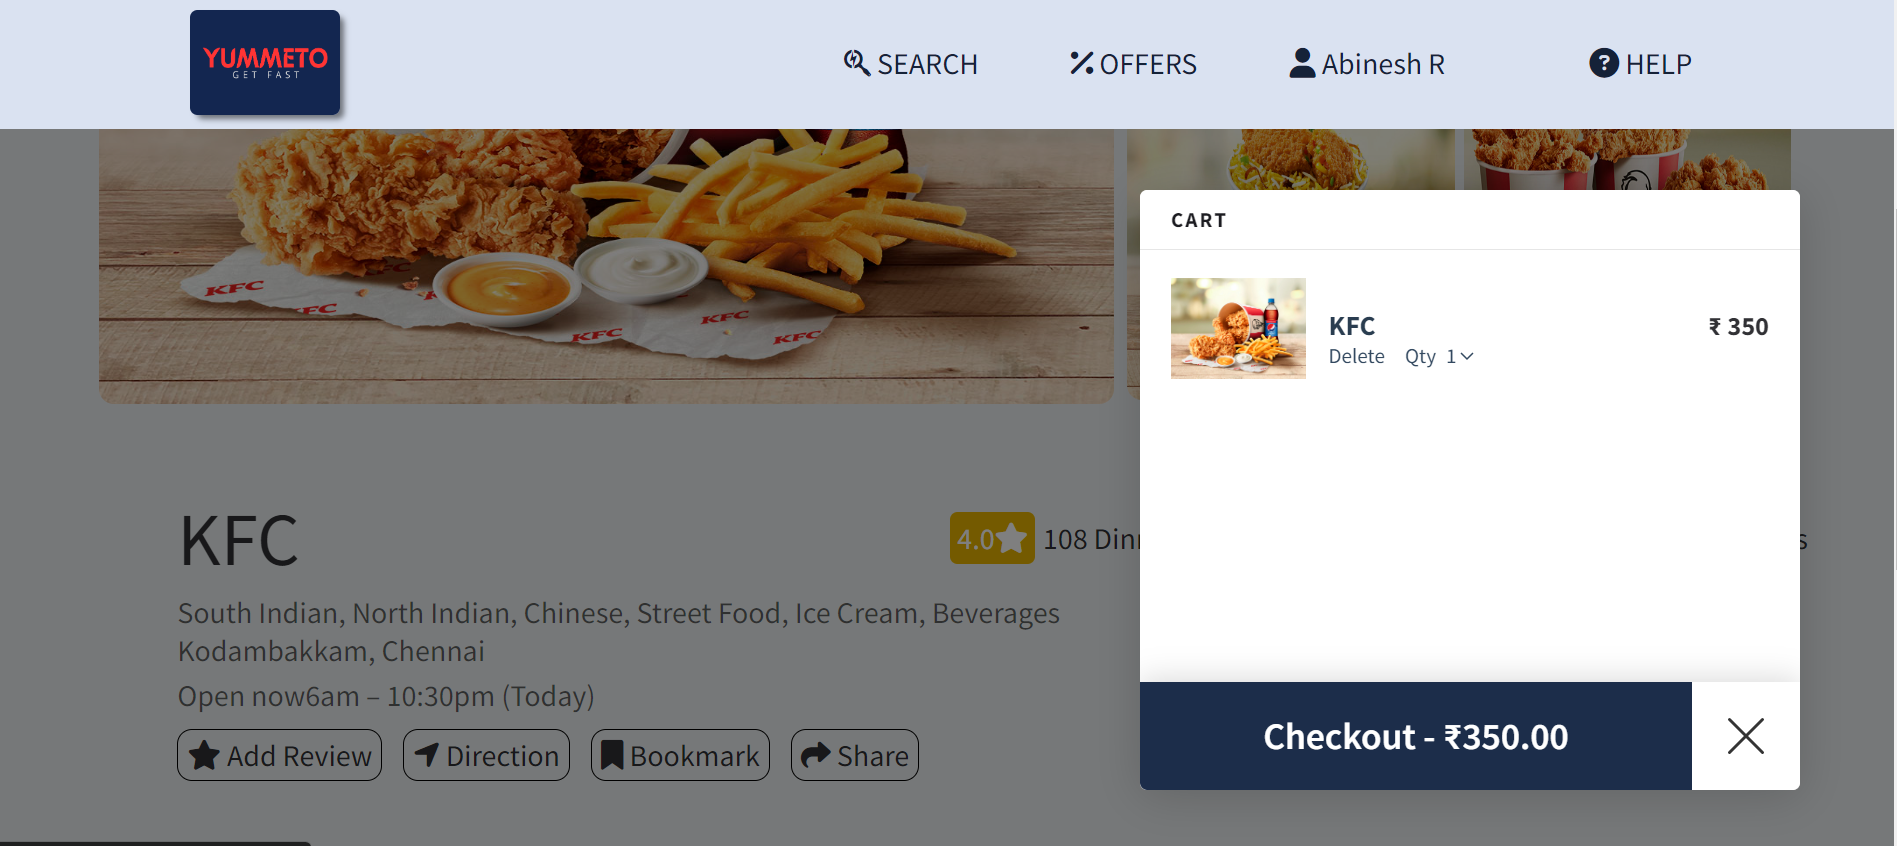 YUMMETO
GET FAST
SEARCH
OFFERS
Abinesh R
HELP
KFC
KFC
KFC
KFC
KFC
CART
KFC
₹ 350
Delete Qty 1
KFC
4.0
108
South Indian, North Indian, Chinese, Street Food, Ice Cream, Beverages
Kodambakkam, Chennai
Open now6am – 10:30pm (Today)
Add Review
Direction
Bookmark
Share
Checkout - ₹350.00